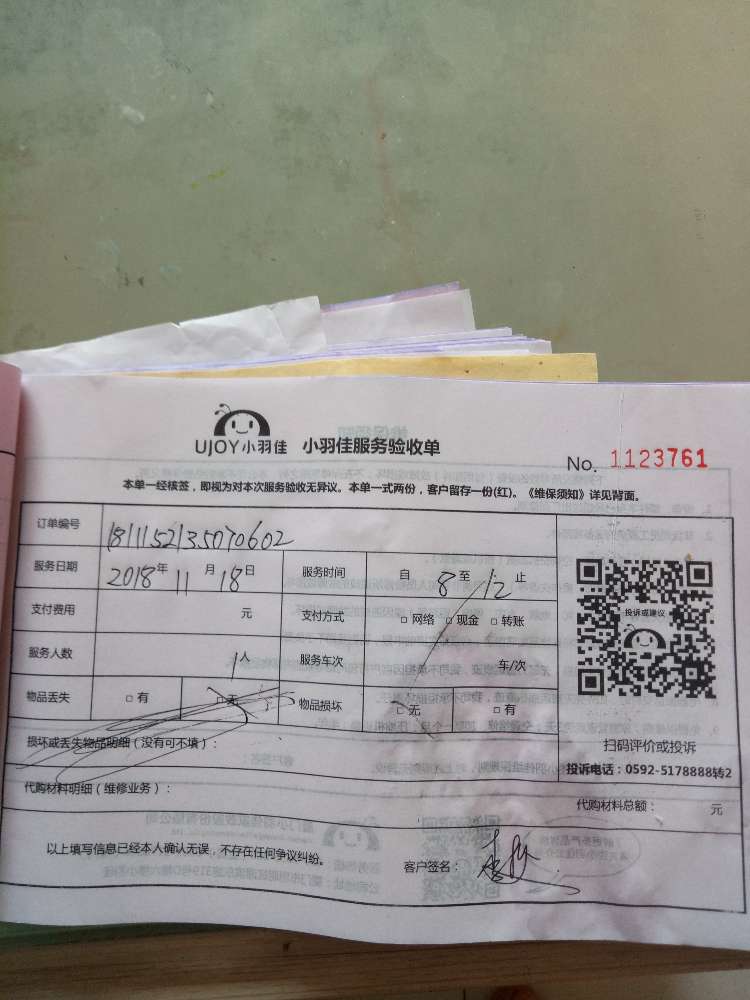 UJOY小羽佳 小羽佳服务验收单
No. 1123761
本单一经核签，即视为对本次服务验收无异议。本单一式两份，客户留存一份(红)。《维保须知》详见背面。
订单编号 181115213507060​2
服务日期 2018年 11月 18日 服务时间 自 8 至 12 止
支付费用 元 支付方式 □网络 □现金 □转账
服务人数 1人 服务车次 车/次
物品丢失 □有 □无 物品损坏 □无 □有
投诉或建议
损坏或丢失物品明细（没有可不填）：
扫码评价或投诉
投诉电话：0592-5178888转2
代购材料明细（维修业务）：
代购材料总额： 元
以上填写信息已经本人确认无误，不存在任何争议纠纷。 客户签名：